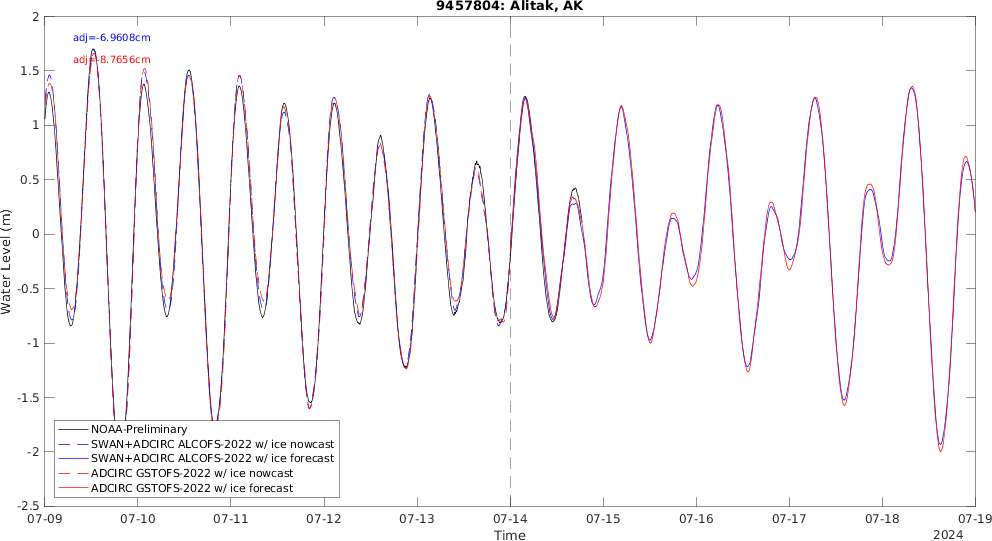 9457804: Alitak, AK
adj=-6.9608cm
adj=-8.7656cm
Water Level (m)
2
1.5
1
0.5
0
-0.5
-1
-1.5
-2
-2.5
NOAA-Preliminary
SWAN+ADCIRC ALCOFS-2022 w/ ice nowcast
SWAN+ADCIRC ALCOFS-2022 w/ ice forecast
ADCIRC GSTOFS-2022 w/ ice nowcast
ADCIRC GSTOFS-2022 w/ ice forecast
07-09 07-10 07-11 07-12 07-13 07-14 07-15 07-16 07-17 07-18 07-19
Time
2024